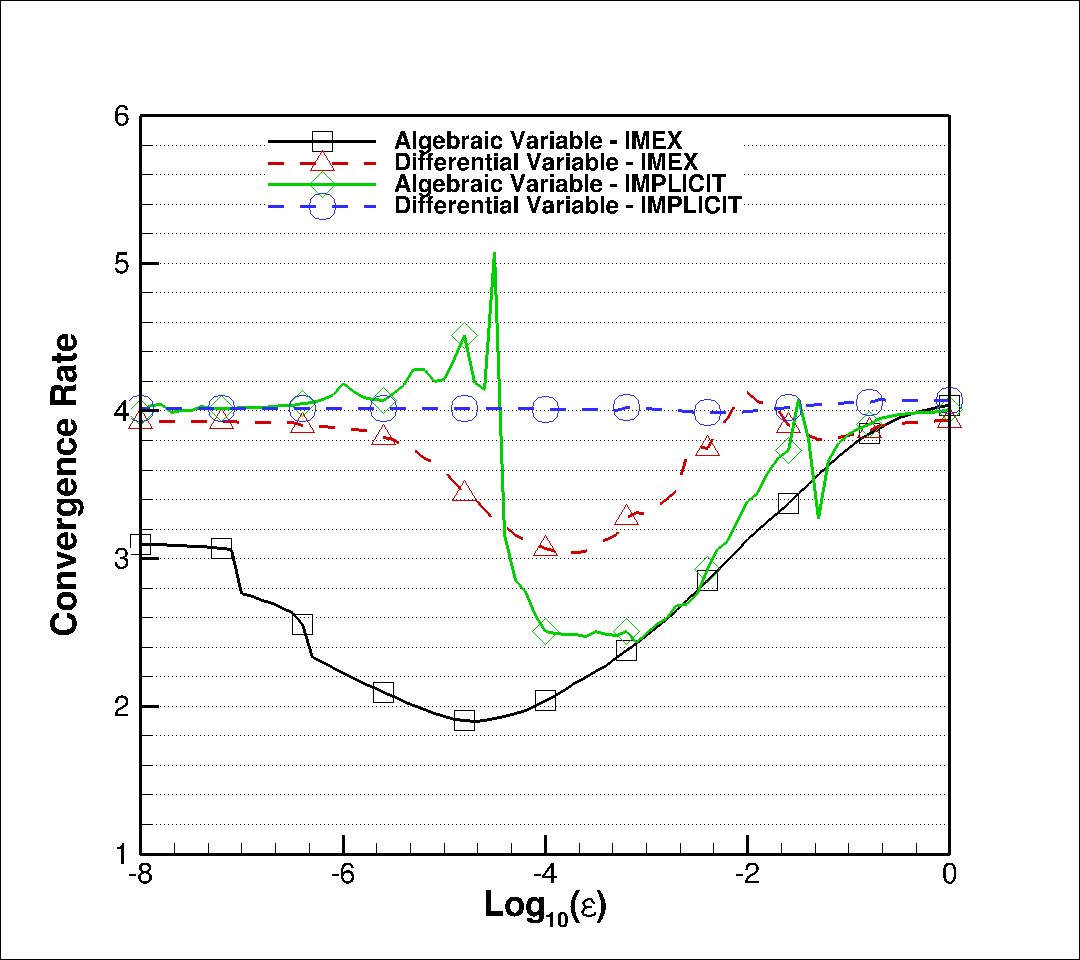 6
Algebraic Variable - IMEX
Differential Variable - IMEX
Algebraic Variable - IMPLICIT
Differential Variable - IMPLICIT
5
4
3
2
1
Convergence Rate
-8 -6 -4 -2 0
Log10(ε)